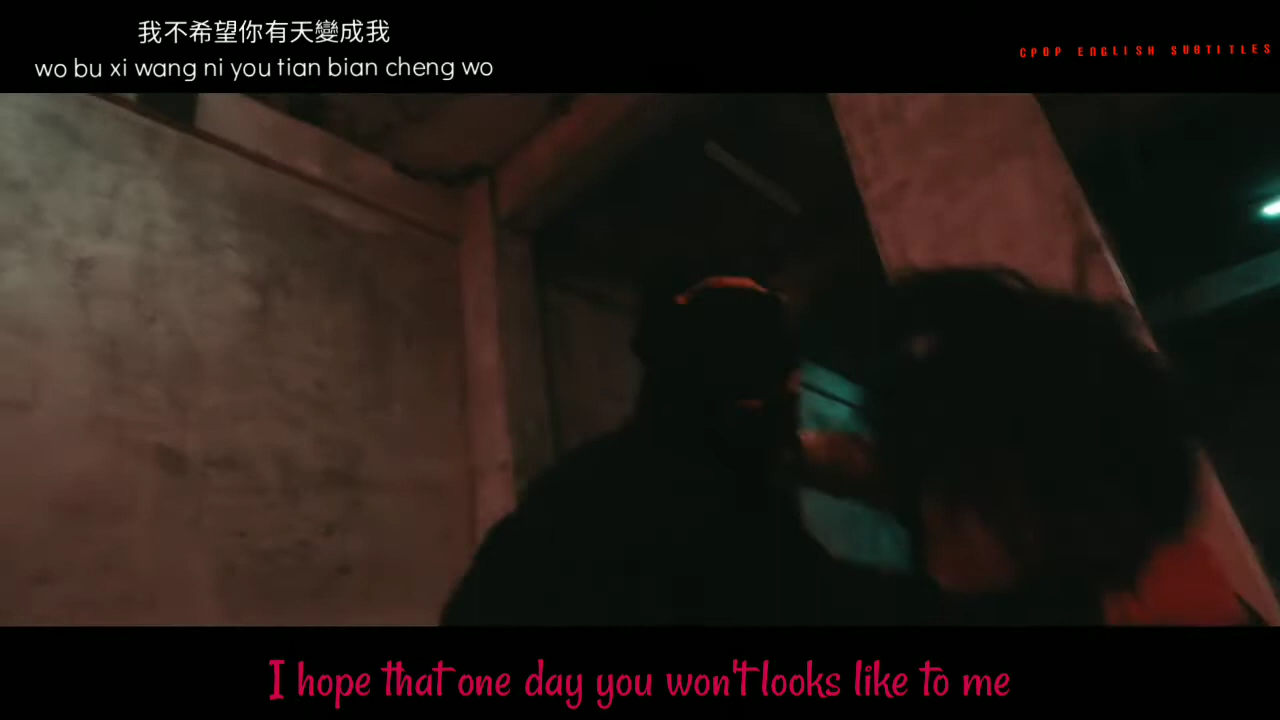 我不希望你有天變成我
wo bu xi wang ni you tian bian cheng wo
CPOP ENGLISH SUBTITLES
I hope that one day you won't looks like to me